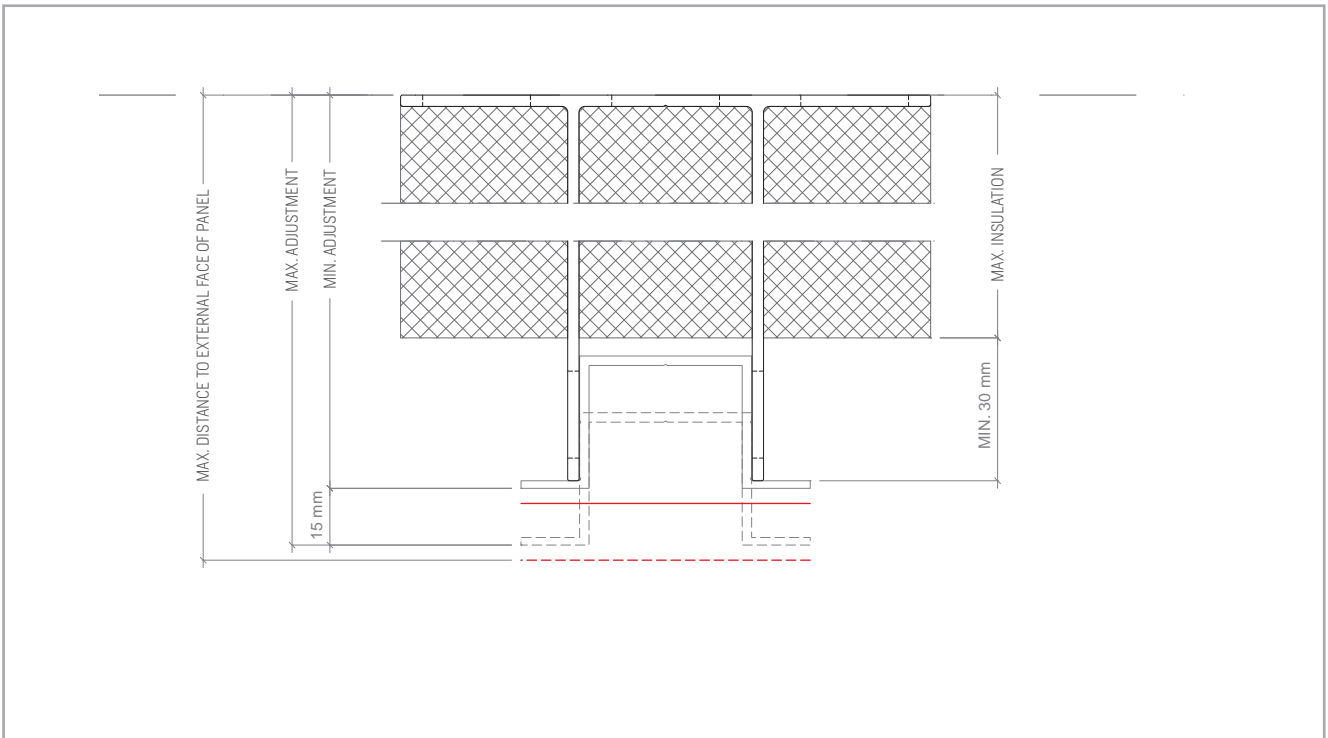 MAX. DISTANCE TO EXTERNAL FACE OF PANEL
MAX. ADJUSTMENT
MIN. ADJUSTMENT
15 mm
MAX. INSULATION
MIN. 30 mm